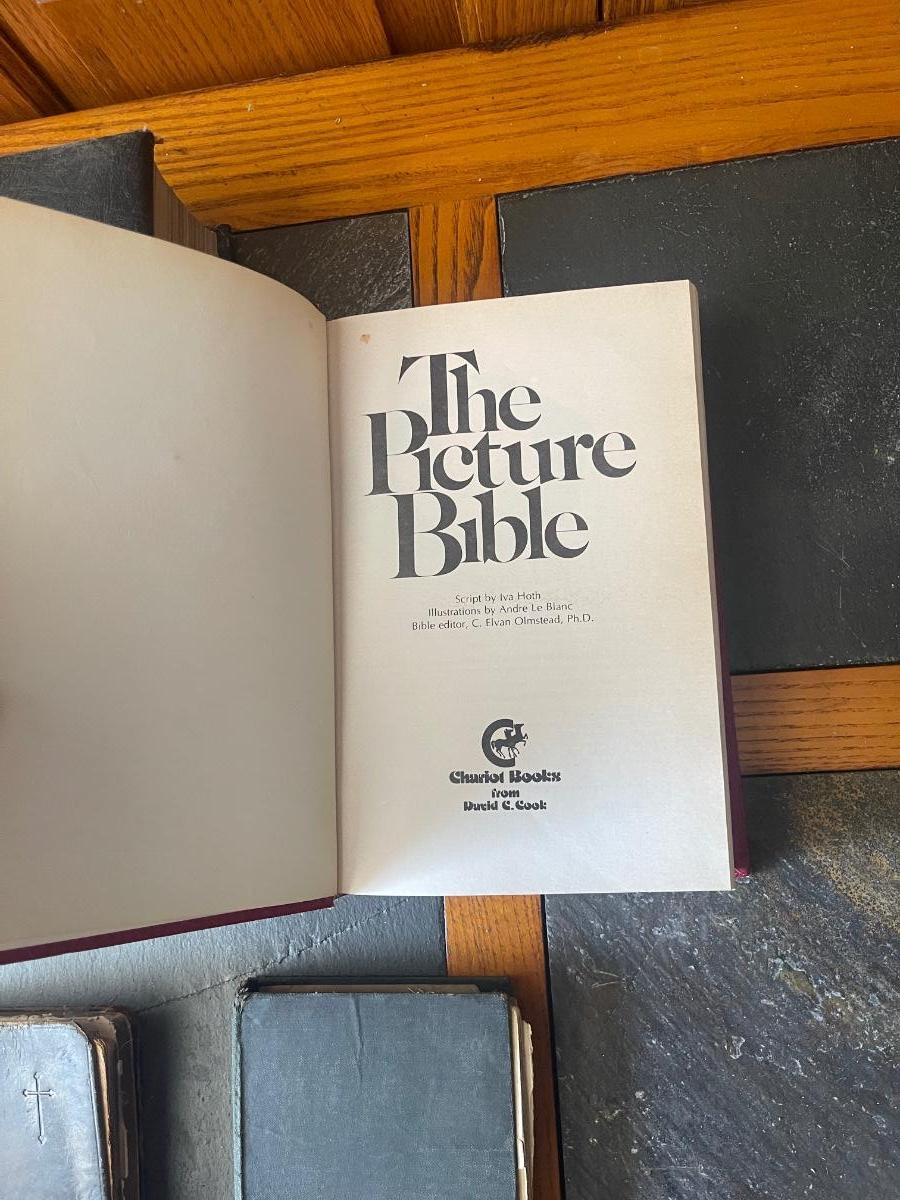 The
Picture
Bible
Script by Iva Hoth
Illustrations by Andre Le Blanc
Bible editor, C. Elvan Olmstead, Ph.D.
Chariot Books
from
David C. Cook